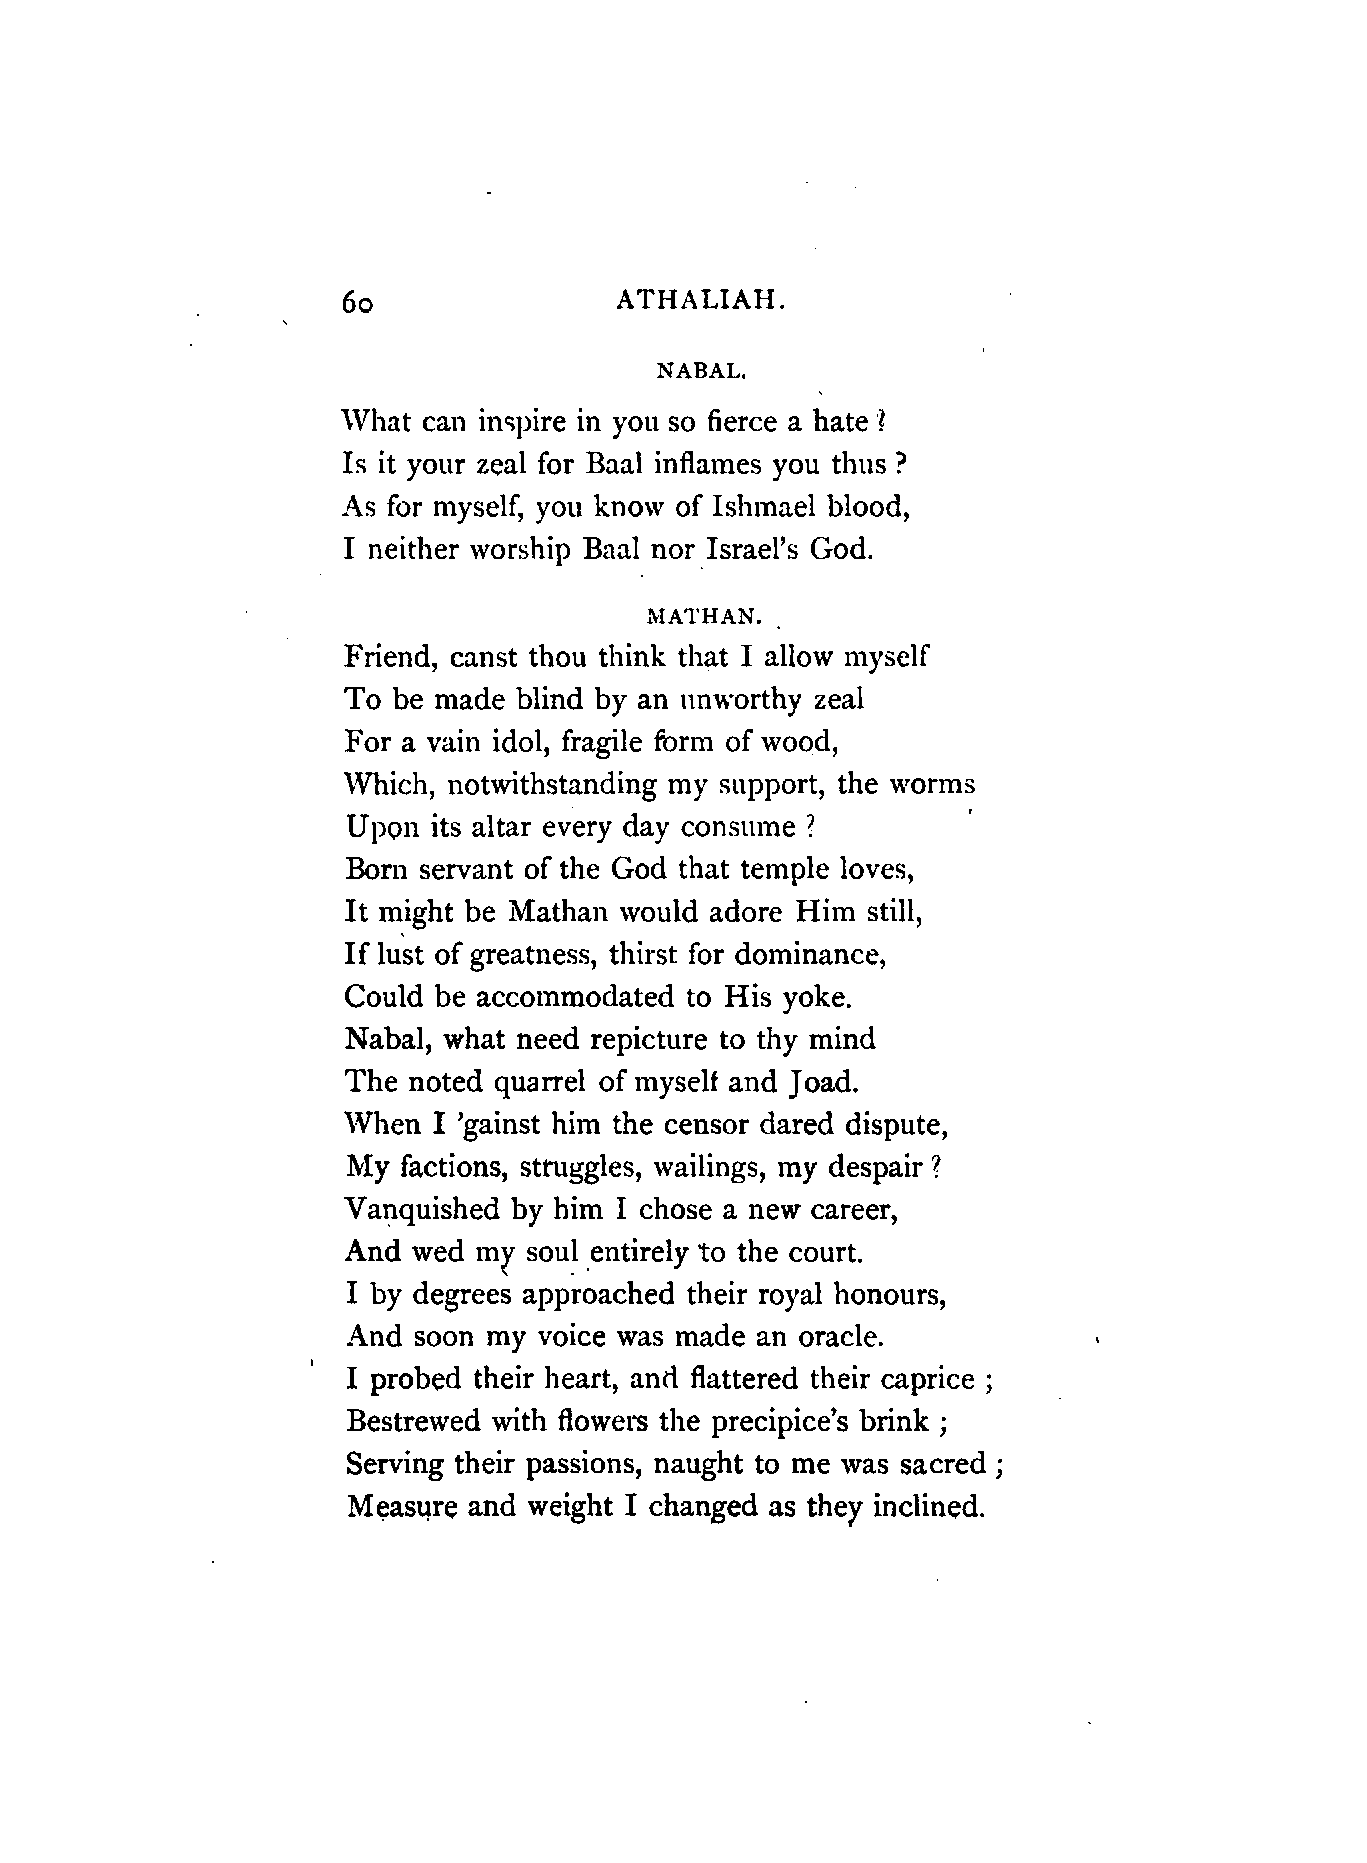 60 ATHALIAH.
NABAL.
What can inspire in you so fierce a hate?
Is it your zeal for Baal inflames you thus?
As for myself, you know of Ishmael blood,
I neither worship Baal nor Israel's God.
MATHAN.
Friend, canst thou think that I allow myself
To be made blind by an unworthy zeal
For a vain idol, fragile form of wood,
Which, notwithstanding my support, the worms
Upon its altar every day consume?
Born servant of the God that temple loves,
It might be Mathan would adore Him still,
If lust of greatness, thirst for dominance,
Could be accommodated to His yoke.
Nabal, what need repicture to thy mind
The noted quarrel of myself and Joad.
When I 'gainst him the censor dared dispute,
My factions, struggles, wailings, my despair?
Vanquished by him I chose a new career,
And wed my soul entirely to the court.
I by degrees approached their royal honours,
And soon my voice was made an oracle.
I probed their heart, and flattered their caprice;
Bestrewed with flowers the precipice's brink;
Serving their passions, naught to me was sacred;
Measure and weight I changed as they inclined.